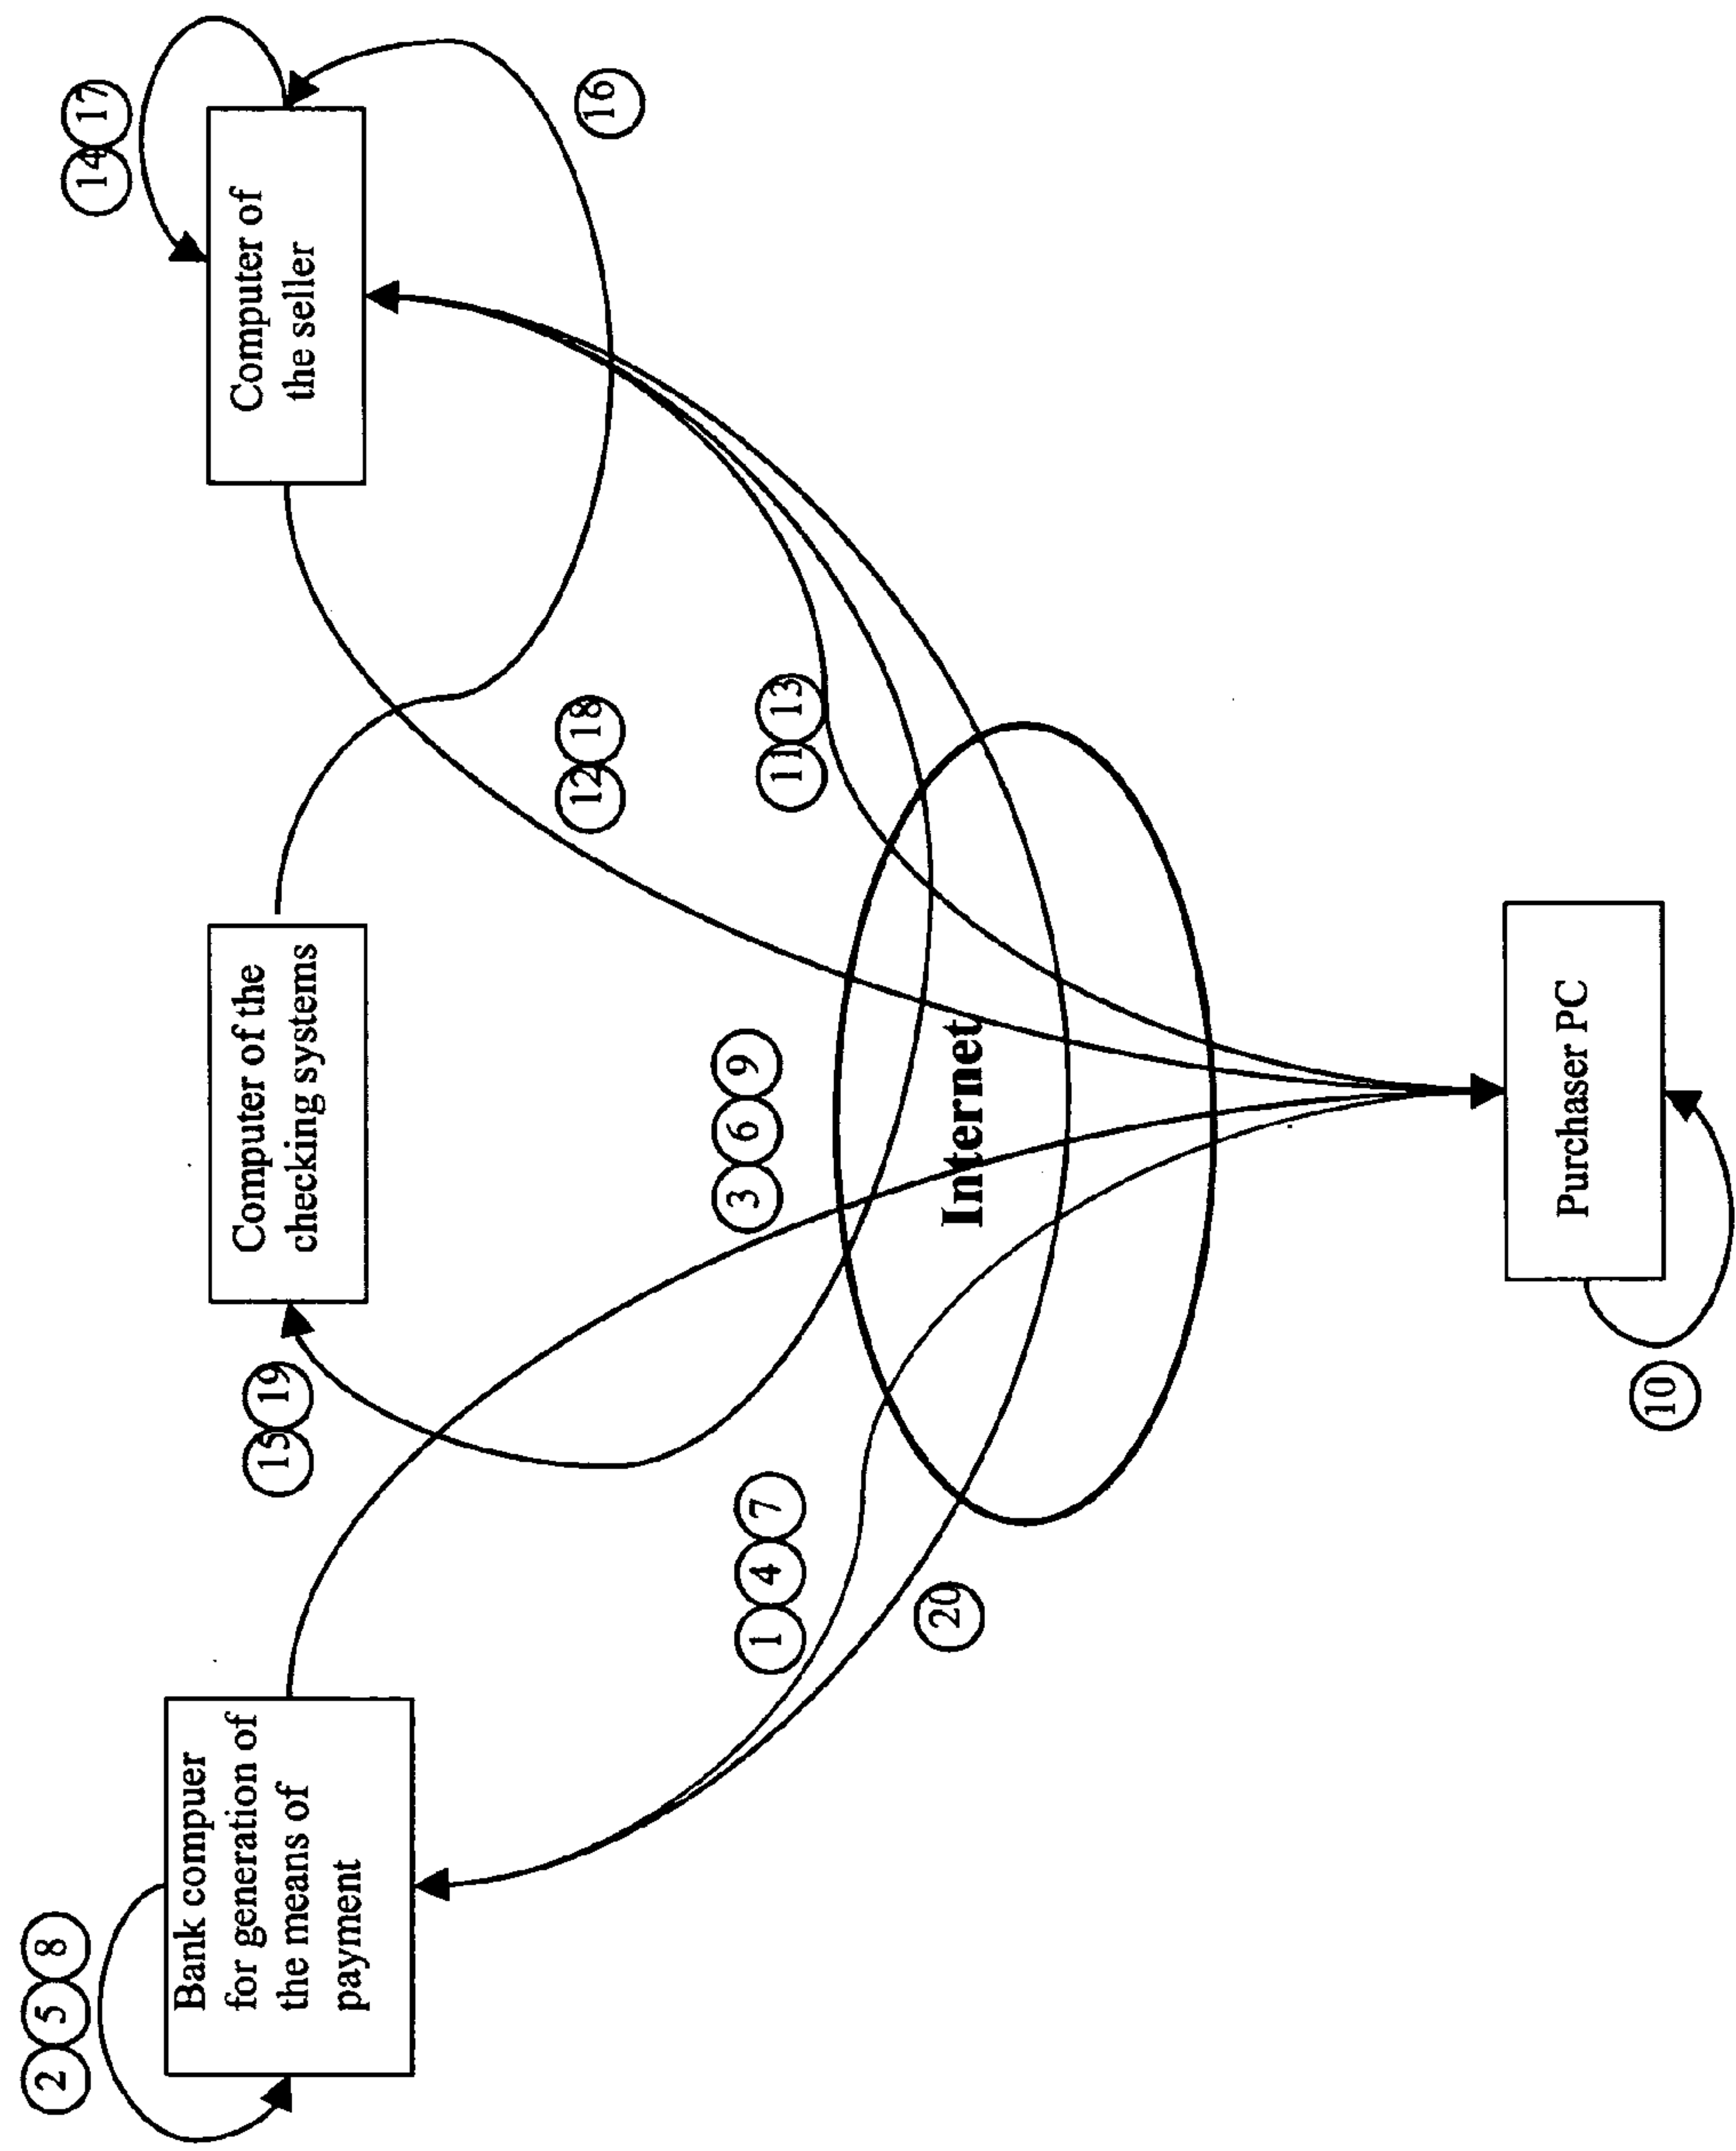 2 5 8
14 17
Bank compuer
for generation of
the means of
payment
Computer of the
checking systems
Computer of
the seller
15 19
12 18
16
3 6 9
1 4 7
11 13
20
Internet
Purchaser PC
10